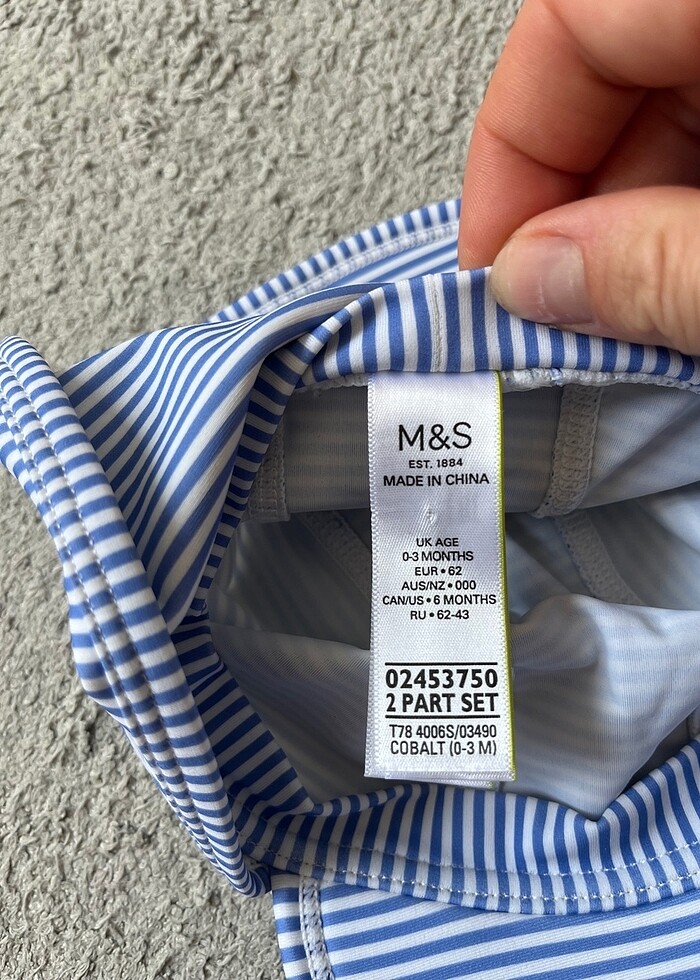 M&S
EST. 1884
MADE IN CHINA
UK AGE
0-3 MONTHS
EUR • 62
AUS/NZ • 000
CAN/US • 6 MONTHS
RU • 62-43
02453750
2 PART SET
T78 4006S/03490
COBALT (0-3 M)